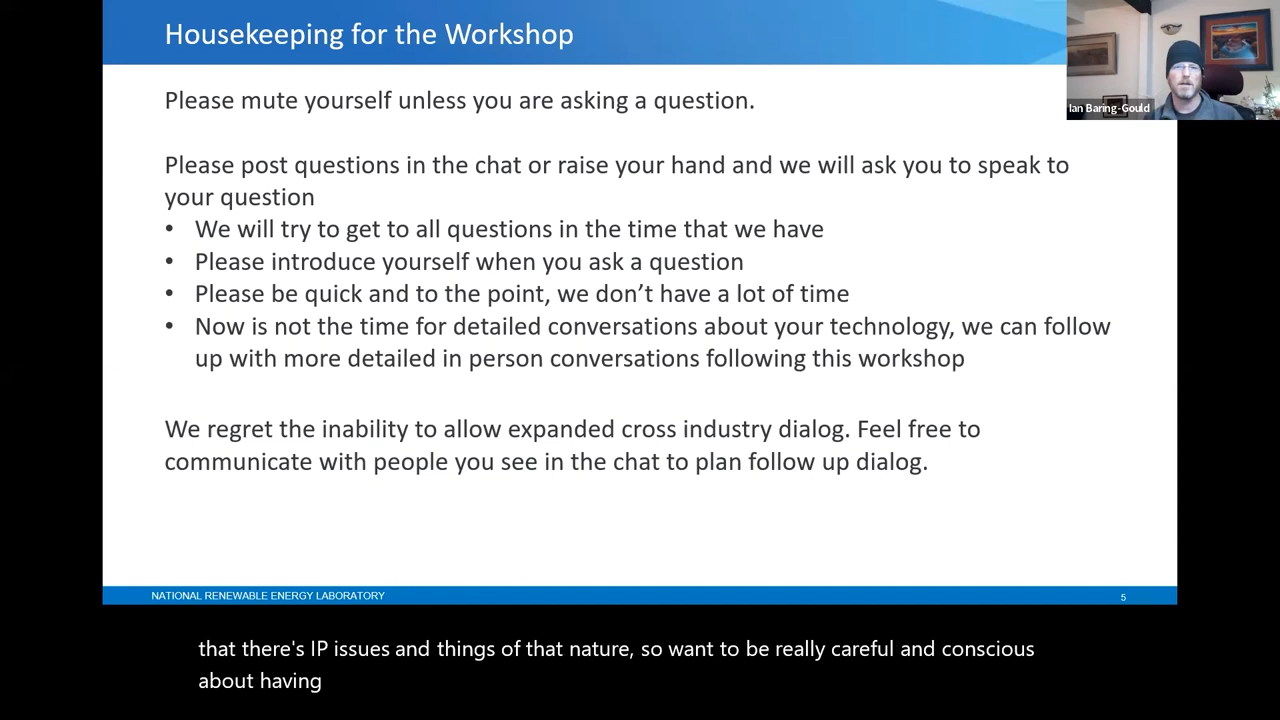 Housekeeping for the Workshop
Ian Baring-Gould
Please mute yourself unless you are asking a question.
Please post questions in the chat or raise your hand and we will ask you to speak to
your question
• We will try to get to all questions in the time that we have
• Please introduce yourself when you ask a question
• Please be quick and to the point, we don’t have a lot of time
• Now is not the time for detailed conversations about your technology, we can follow
up with more detailed in person conversations following this workshop
We regret the inability to allow expanded cross industry dialog. Feel free to
communicate with people you see in the chat to plan follow up dialog.
NATIONAL RENEWABLE ENERGY LABORATORY
5
that there's IP issues and things of that nature, so want to be really careful and conscious
about having